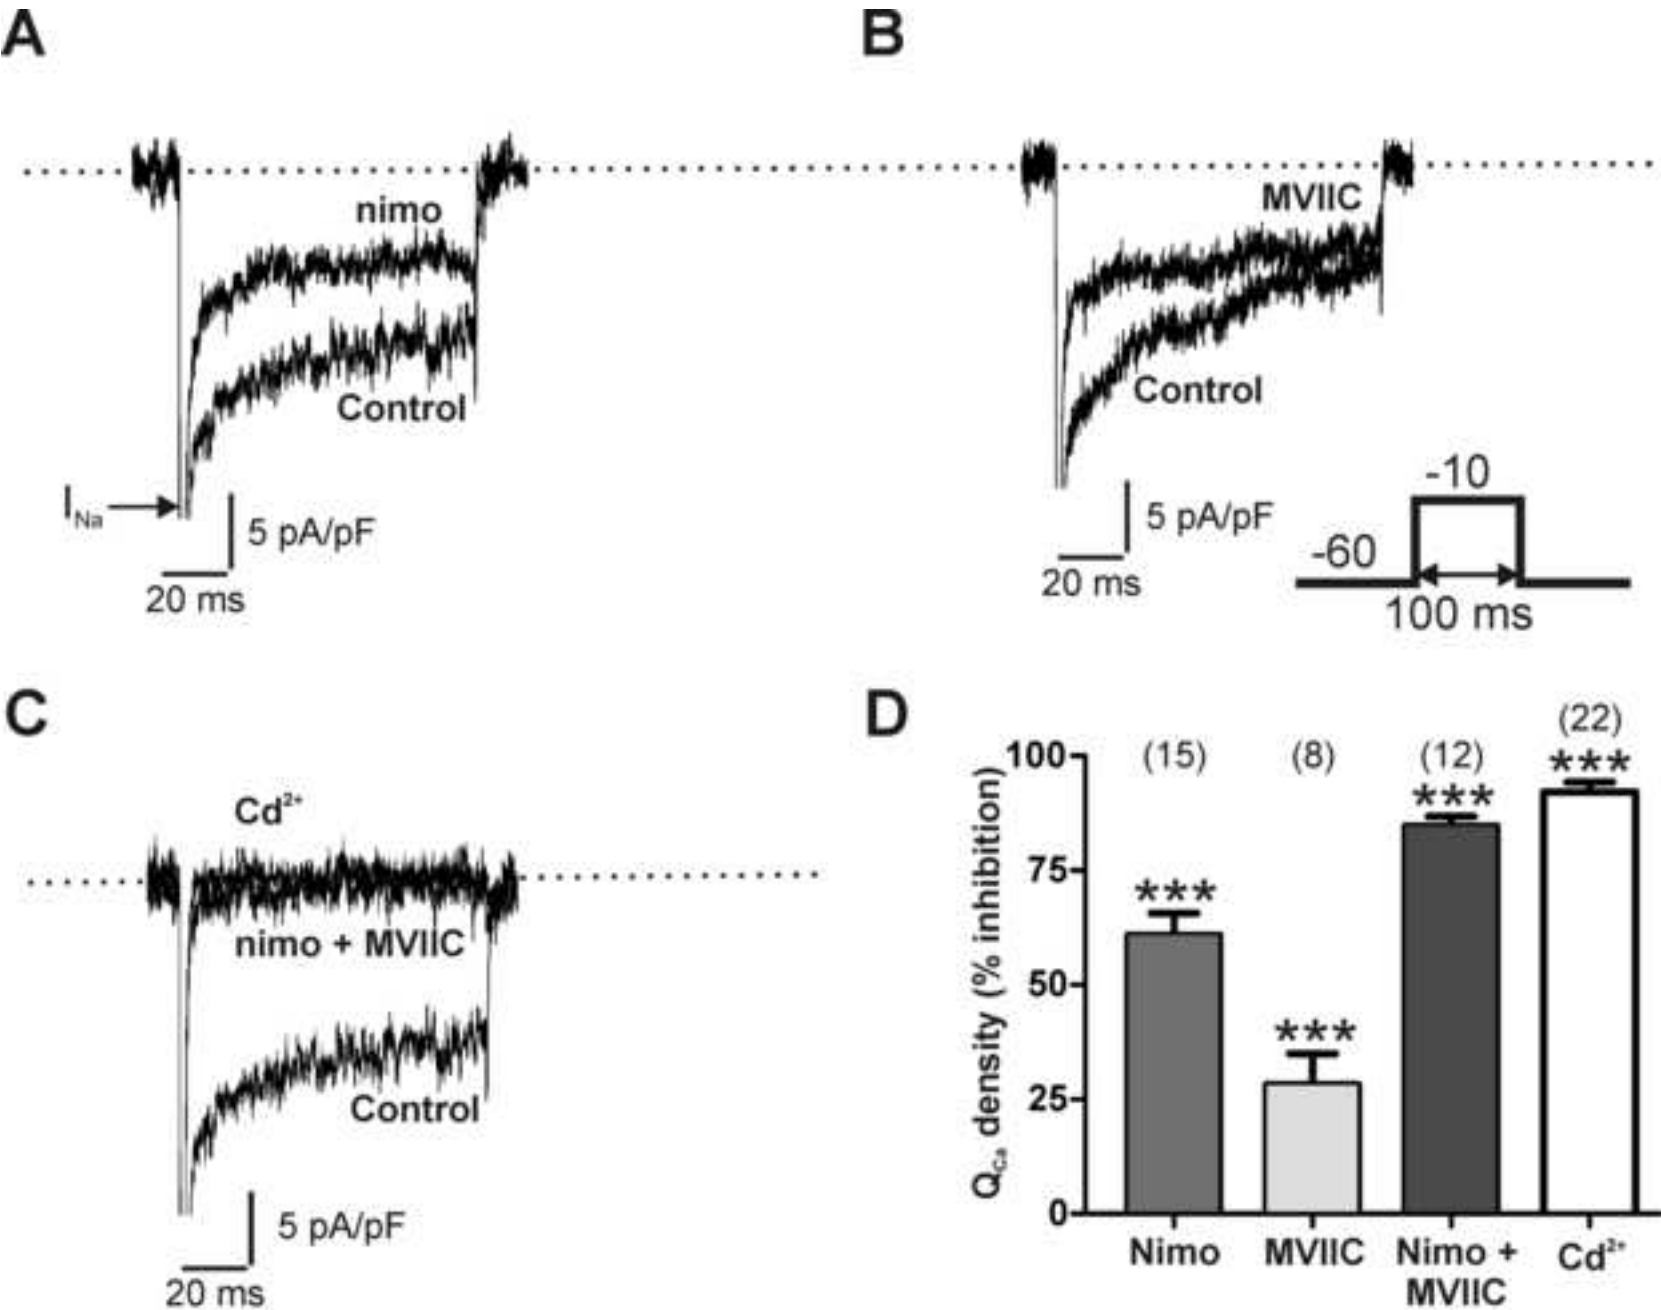 A
B
nimo
Control
I Na
5 pA/pF
20 ms
MVIIC
Control
5 pA/pF
20 ms
-10
-60
100 ms
C
D
Cd²⁺
nimo + MVIIC
Control
5 pA/pF
20 ms
Q Ca density (% inhibition)
100
75
50
25
0
(15)
(8)
(12)
(22)
***
***
***
***
Nimo
MVIIC
Nimo +
MVIIC
Cd²⁺